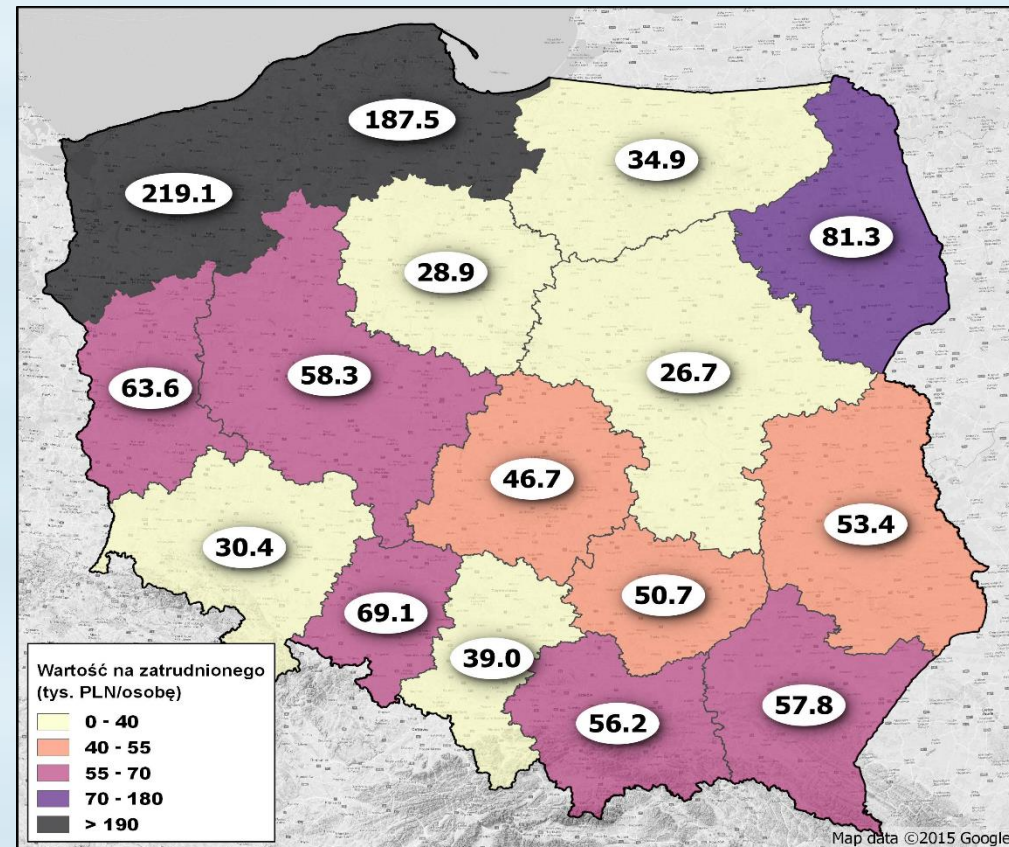 187.5
34.9
219.1
81.3
28.9
63.6
58.3
26.7
46.7
53.4
30.4
50.7
69.1
39.0
57.8
56.2
Wartość na zatrudnionego
(tys. PLN/osobę)
0 - 40
40 - 55
55 - 70
70 - 180
> 190
Map data ©2015 Google